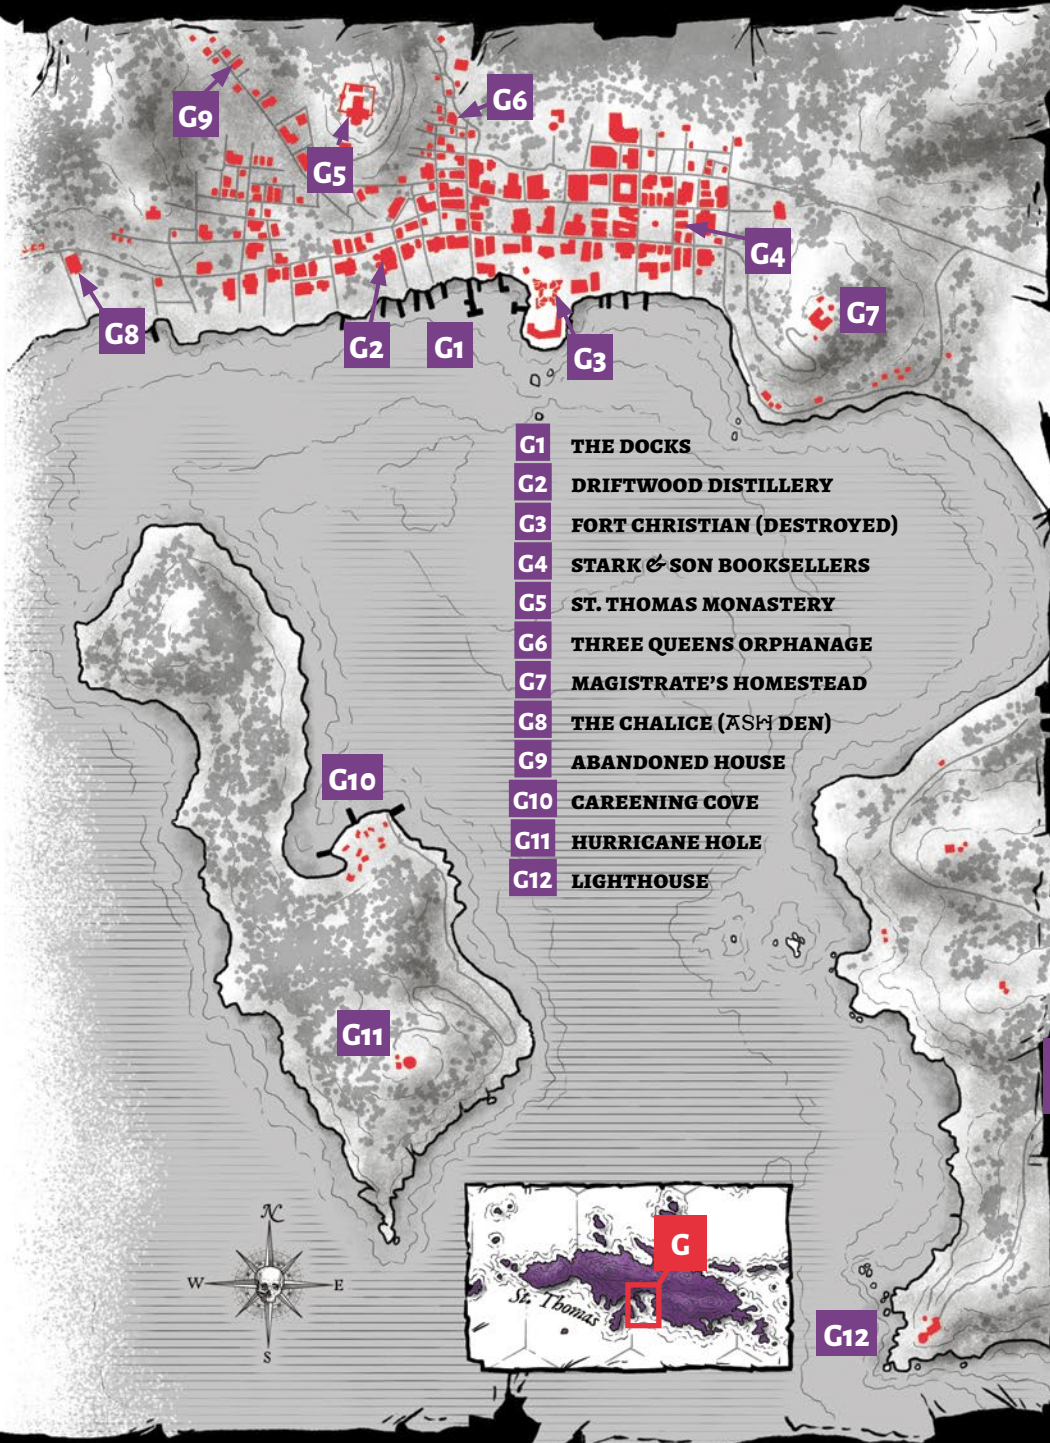 G9
G6
G5
G4
G7
G8
G2
G1
G3
G1 THE DOCKS
G2 DRIFTWOOD DISTILLERY
G3 FORT CHRISTIAN (DESTROYED)
G4 STARK & SON BOOKSELLERS
G5 ST. THOMAS MONASTERY
G6 THREE QUEENS ORPHANAGE
G7 MAGISTRATE'S HOMESTEAD
G8 THE CHALICE (ASH DEN)
G9 ABANDONED HOUSE
G10 CAREENING COVE
G11 HURRICANE HOLE
G12 LIGHTHOUSE
G10
G11
N
W E
S
G
St. Thomas
G12